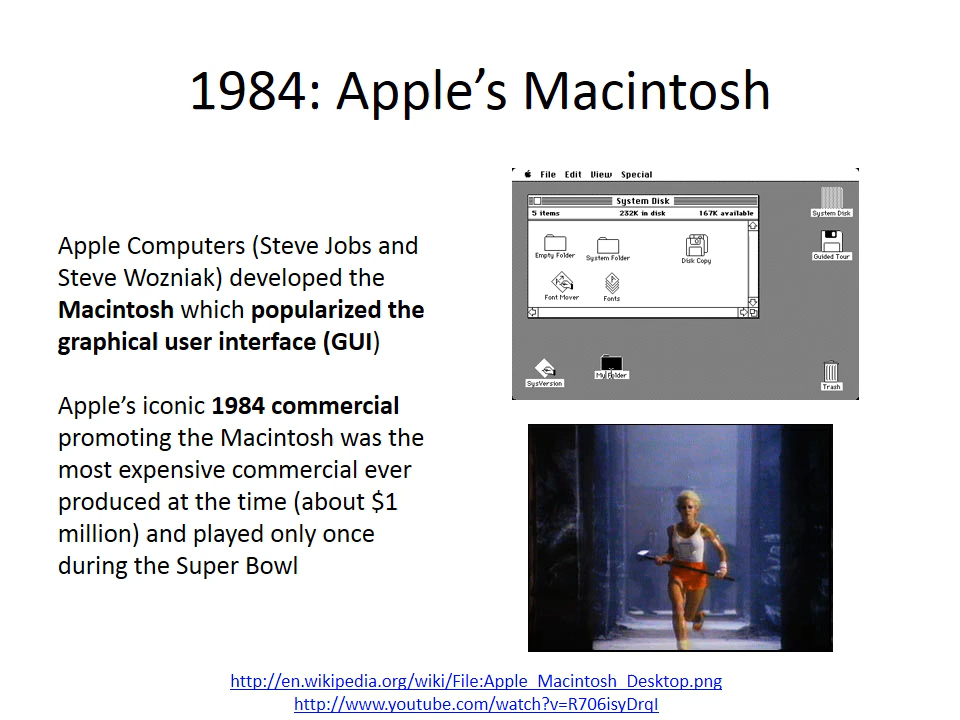 1984: Apple’s Macintosh
Apple Computers (Steve Jobs and
Steve Wozniak) developed the
Macintosh which popularized the
graphical user interface (GUI)
Apple’s iconic 1984 commercial
promoting the Macintosh was the
most expensive commercial ever
produced at the time (about $1
million) and played only once
during the Super Bowl
File Edit View Special
System Disk
5 items 232K in disk 167K available
Empty Folder System Folder Disk Copy
Font Mover Fonts
System Disk
Guided Tour
SysVersion My Folder Trash
http://en.wikipedia.org/wiki/File:Apple_Macintosh_Desktop.png
http://www.youtube.com/watch?v=R706isyDrqI